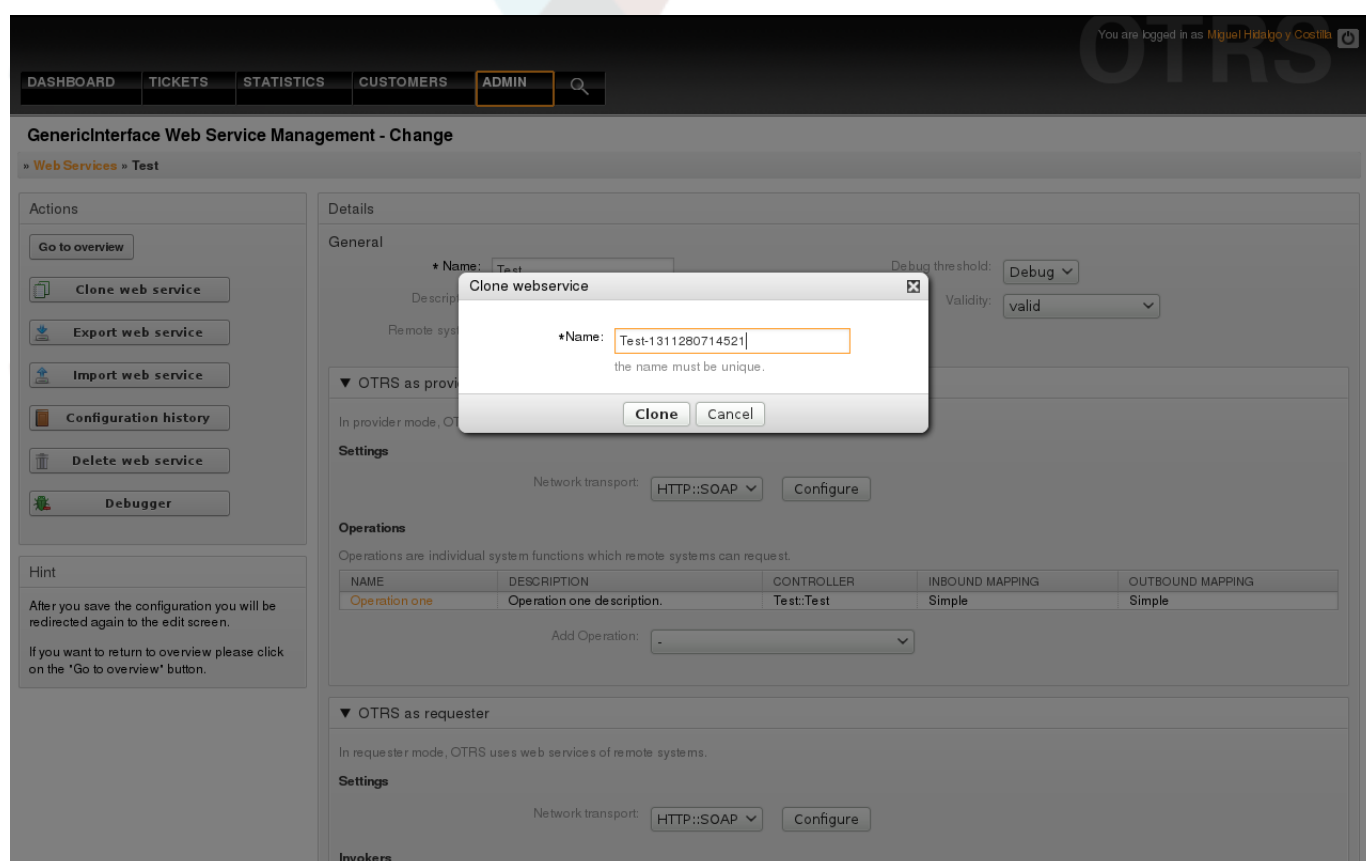 OTRS
You are logged in as Miguel Hidalgo y Costilla
DASHBOARD TICKETS STATISTICS CUSTOMERS ADMIN
GenericInterface Web Service Management - Change
» Web Services » Test
Actions
Go to overview
Clone web service
Export web service
Import web service
Configuration history
Delete web service
Debugger
Hint
After you save the configuration you will be
redirected again to the edit screen.
If you want to return to overview please click
on the "Go to overview" button.
Details
General
* Name: Test
Debug threshold: Debug
Descrip
Validity: valid
Remote syst
Clone webservice
*Name: Test-1311280714521
the name must be unique.
Clone Cancel
▼ OTRS as provi
In provider mode, OT
Settings
Network transport: HTTP::SOAP Configure
Operations
Operations are individual system functions which remote systems can request.
NAME DESCRIPTION CONTROLLER INBOUND MAPPING OUTBOUND MAPPING
Operation one Operation one description. Test::Test Simple Simple
Add Operation: -
▼ OTRS as requester
In requester mode, OTRS uses web services of remote systems.
Settings
Network transport: HTTP::SOAP Configure
Invokers